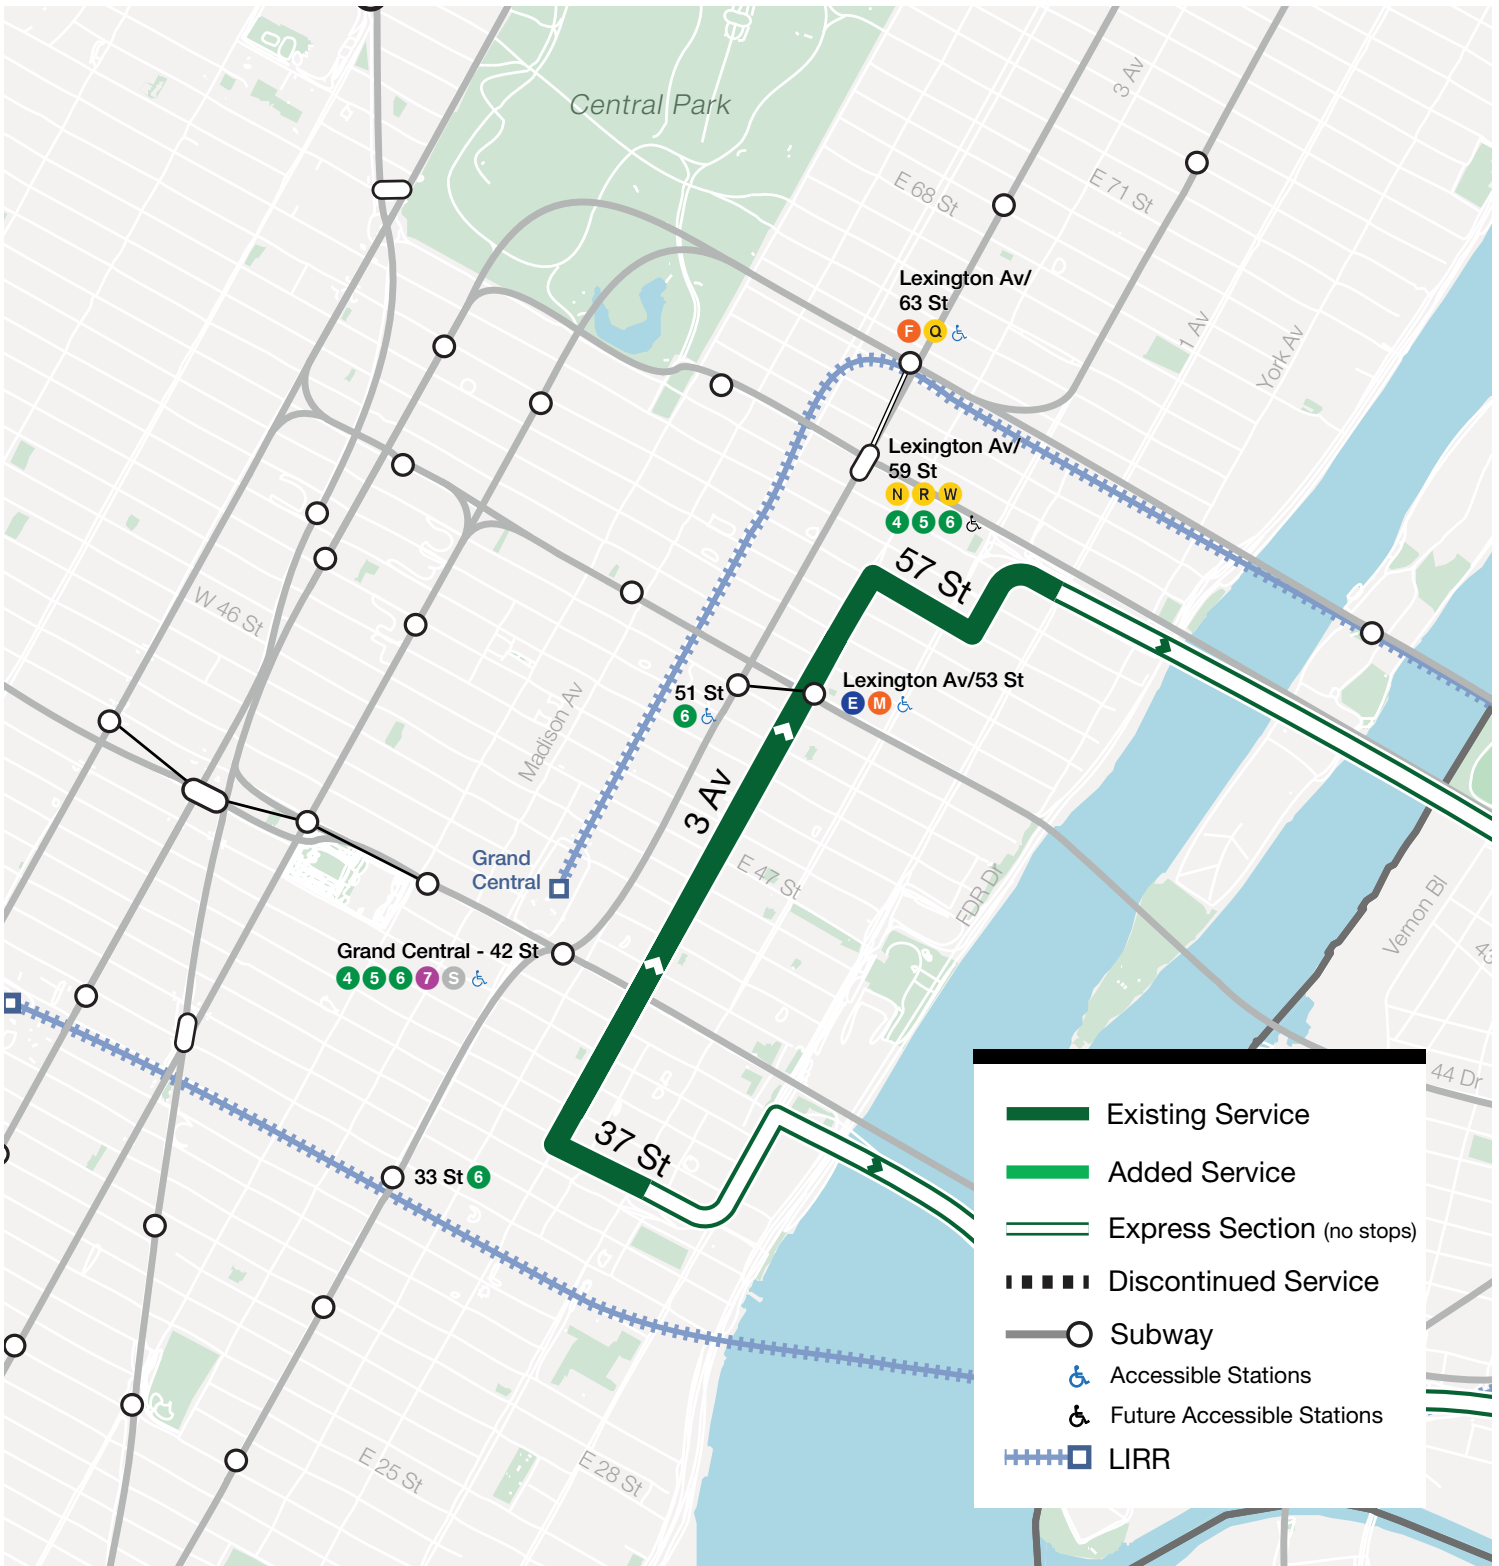 Central Park
3 Av
E 68 St
E 71 St
Lexington Av/
63 St
F Q
1 Av
York Av
Lexington Av/
59 St
N R W
4 5 6
57 St
W 46 St
Madison Av
51 St
6
Lexington Av/53 St
E M
3 Av
Grand
Central
E 47 St
FDR Dr
Vernon Bl
43
Grand Central - 42 St
4 5 6 7 S
44 Dr
37 St
33 St 6
E 25 St
E 28 St
Existing Service
Added Service
Express Section (no stops)
Discontinued Service
Subway
Accessible Stations
Future Accessible Stations
LIRR